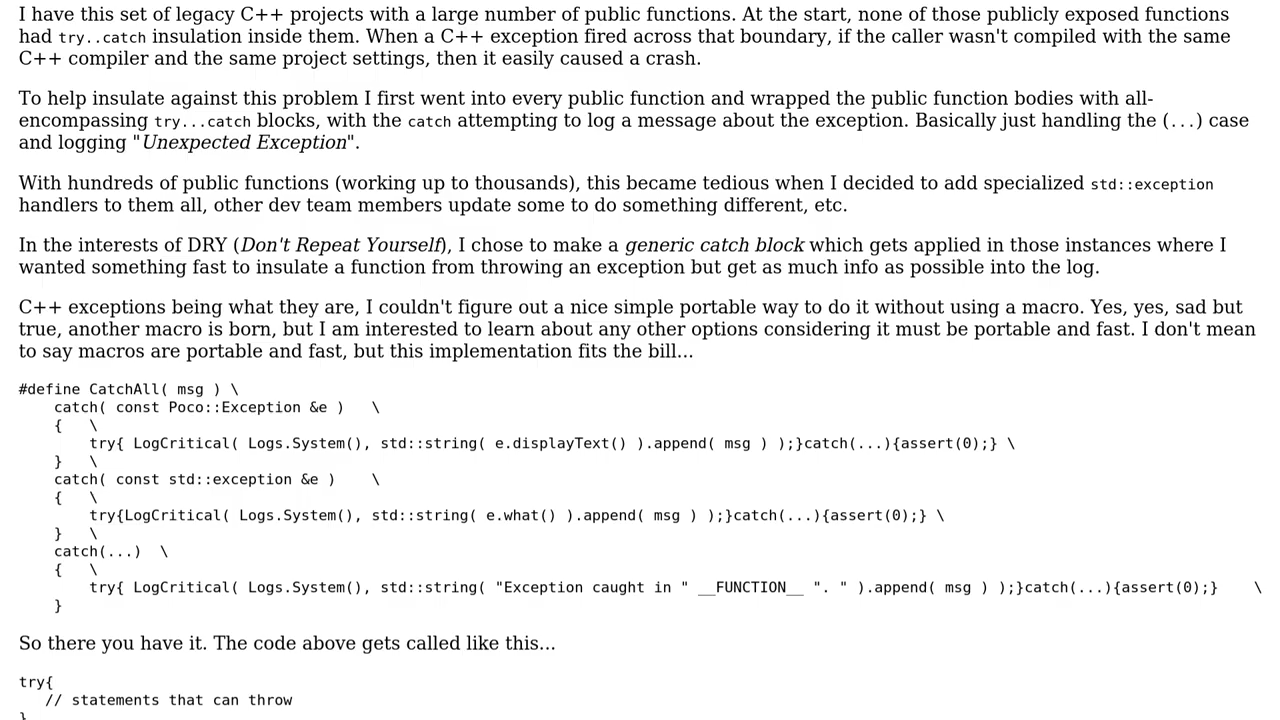 I have this set of legacy C++ projects with a large number of public functions. At the start, none of those publicly exposed functions
had try..catch insulation inside them. When a C++ exception fired across that boundary, if the caller wasn't compiled with the same
C++ compiler and the same project settings, then it easily caused a crash.
To help insulate against this problem I first went into every public function and wrapped the public function bodies with all-
encompassing try...catch blocks, with the catch attempting to log a message about the exception. Basically just handling the (...) case
and logging "Unexpected Exception".
With hundreds of public functions (working up to thousands), this became tedious when I decided to add specialized std::exception
handlers to them all, other dev team members update some to do something different, etc.
In the interests of DRY (Don't Repeat Yourself), I chose to make a generic catch block which gets applied in those instances where I
wanted something fast to insulate a function from throwing an exception but get as much info as possible into the log.
C++ exceptions being what they are, I couldn't figure out a nice simple portable way to do it without using a macro. Yes, yes, sad but
true, another macro is born, but I am interested to learn about any other options considering it must be portable and fast. I don't mean
to say macros are portable and fast, but this implementation fits the bill...
#define CatchAll( msg ) \
    catch( const Poco::Exception &e )   \
    {   \
        try{ LogCritical( Logs.System(), std::string( e.displayText() ).append( msg ) );}catch(...){assert(0);} \
    }   \
    catch( const std::exception &e )    \
    {   \
        try{LogCritical( Logs.System(), std::string( e.what() ).append( msg ) );}catch(...){assert(0);} \
    }   \
    catch(...)  \
    {   \
        try{ LogCritical( Logs.System(), std::string( "Exception caught in " __FUNCTION__ ". " ).append( msg ) );}catch(...){assert(0);}    \
    }
So there you have it. The code above gets called like this...
try{
   // statements that can throw
}